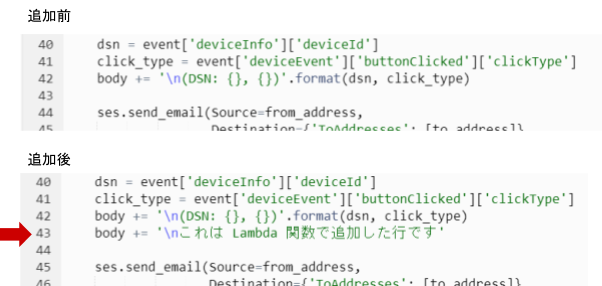 追加前
40 dsn = event['deviceInfo']['deviceId']
41 click_type = event['deviceEvent']['buttonClicked']['clickType']
42 body += '\n(DSN: {}, {})'.format(dsn, click_type)
43
44 ses.send_email(Source=from_address,
45 Destination={'ToAddresses': [to_address]},
追加後
40 dsn = event['deviceInfo']['deviceId']
41 click_type = event['deviceEvent']['buttonClicked']['clickType']
42 body += '\n(DSN: {}, {})'.format(dsn, click_type)
43 body += '\nこれは Lambda 関数で追加した行です'
44
45 ses.send_email(Source=from_address,
46 Destination={'ToAddresses': [to_address]